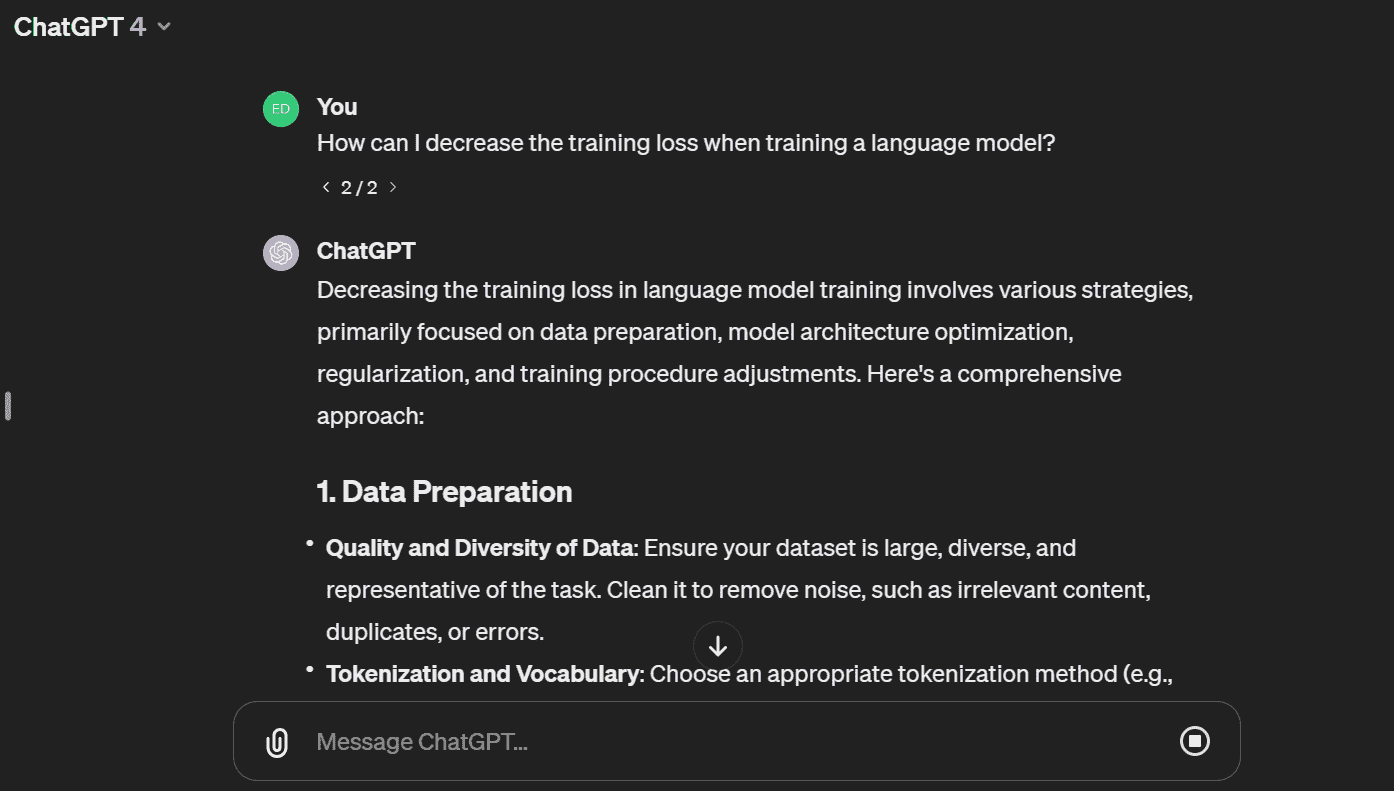 ChatGPT 4
ED
You
How can I decrease the training loss when training a language model?
2 / 2
ChatGPT
Decreasing the training loss in language model training involves various strategies,
primarily focused on data preparation, model architecture optimization,
regularization, and training procedure adjustments. Here's a comprehensive
approach:
1. Data Preparation
• Quality and Diversity of Data: Ensure your dataset is large, diverse, and
representative of the task. Clean it to remove noise, such as irrelevant content,
duplicates, or errors.
• Tokenization and Vocabulary: Choose an appropriate tokenization method (e.g.,
Message ChatGPT...